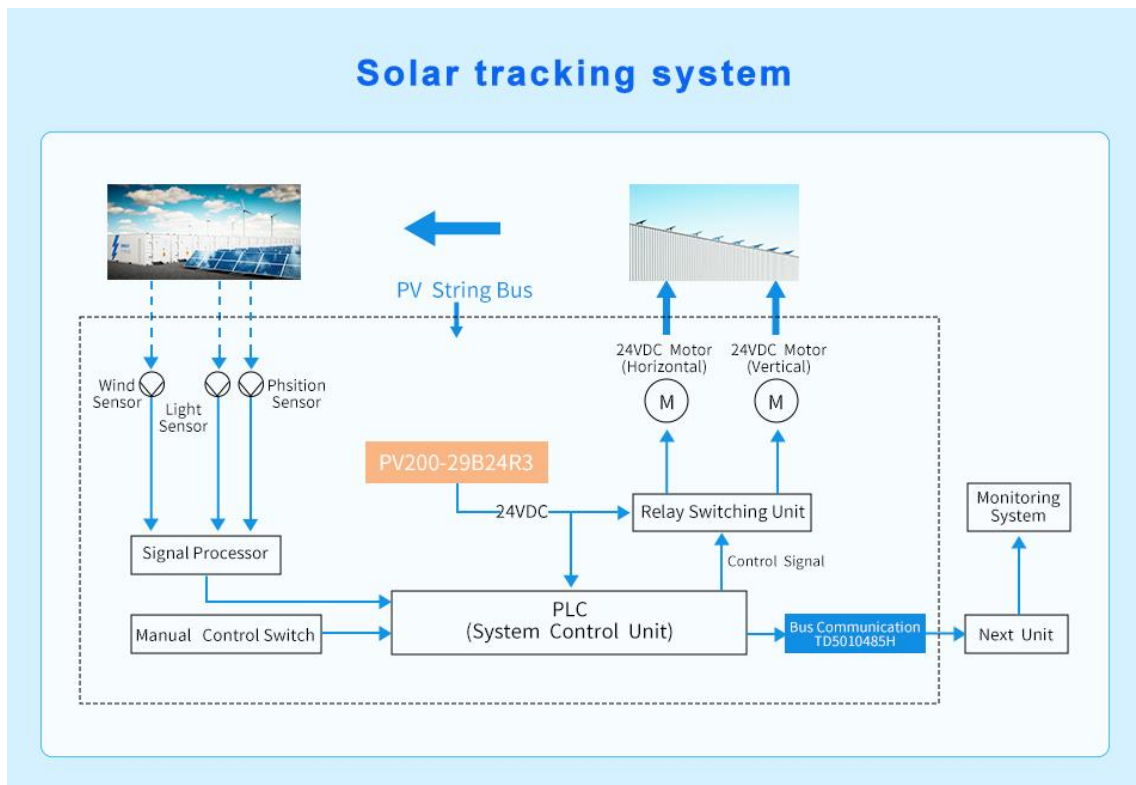 Solar tracking system
PV String Bus
24VDC Motor
(Horizontal)
24VDC Motor
(Vertical)
Wind
Sensor
Light
Sensor
Phsition
Sensor
M
M
PV200-29B24R3
24VDC
Relay Switching Unit
Monitoring
System
Signal Processor
Control Signal
PLC
(System Control Unit)
Manual Control Switch
Bus Communication
TD5010485H
Next Unit